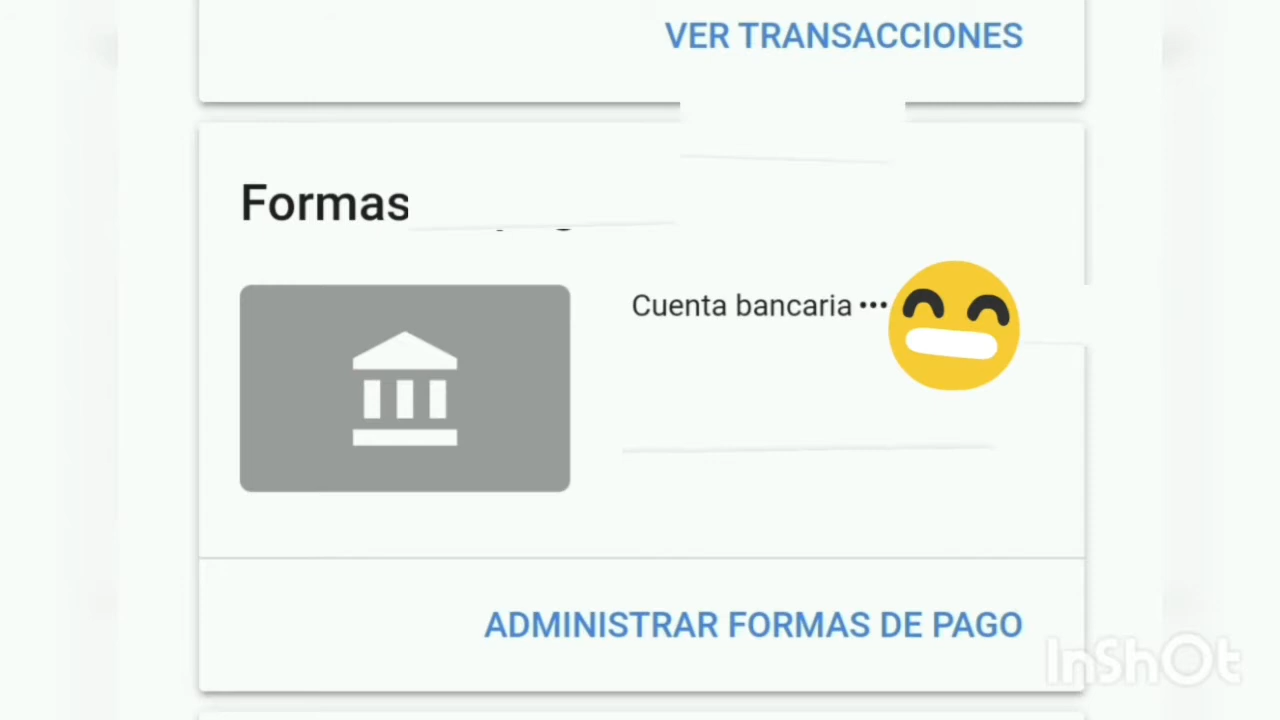 VER TRANSACCIONES
Formas
Cuenta bancaria •••
ADMINISTRAR FORMAS DE PAGO
InShOt